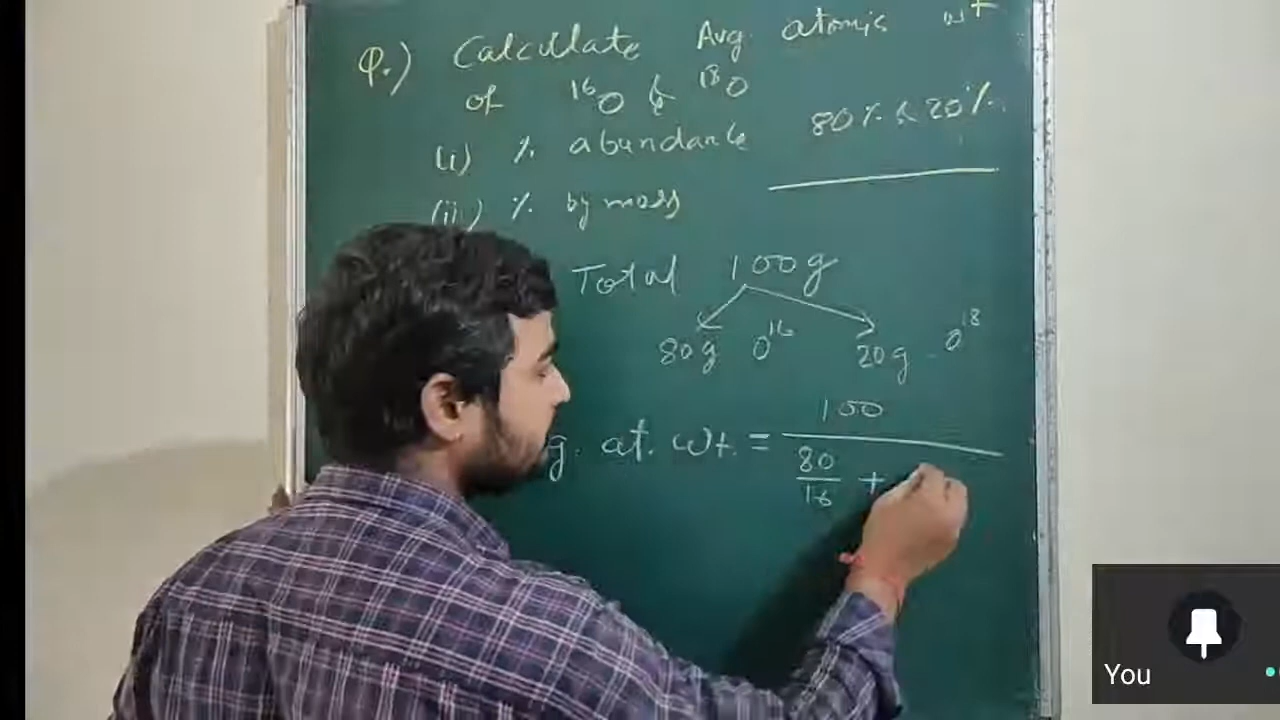 Q.) Calculate Avg. atomic wt
of ¹⁶O & ¹⁸O
(i) % abundance 80% & 20%
(ii) % by mass
Total 100g
80g O¹⁶ 20g - O¹⁸
g. at. wt. = 100
80 +
16
You